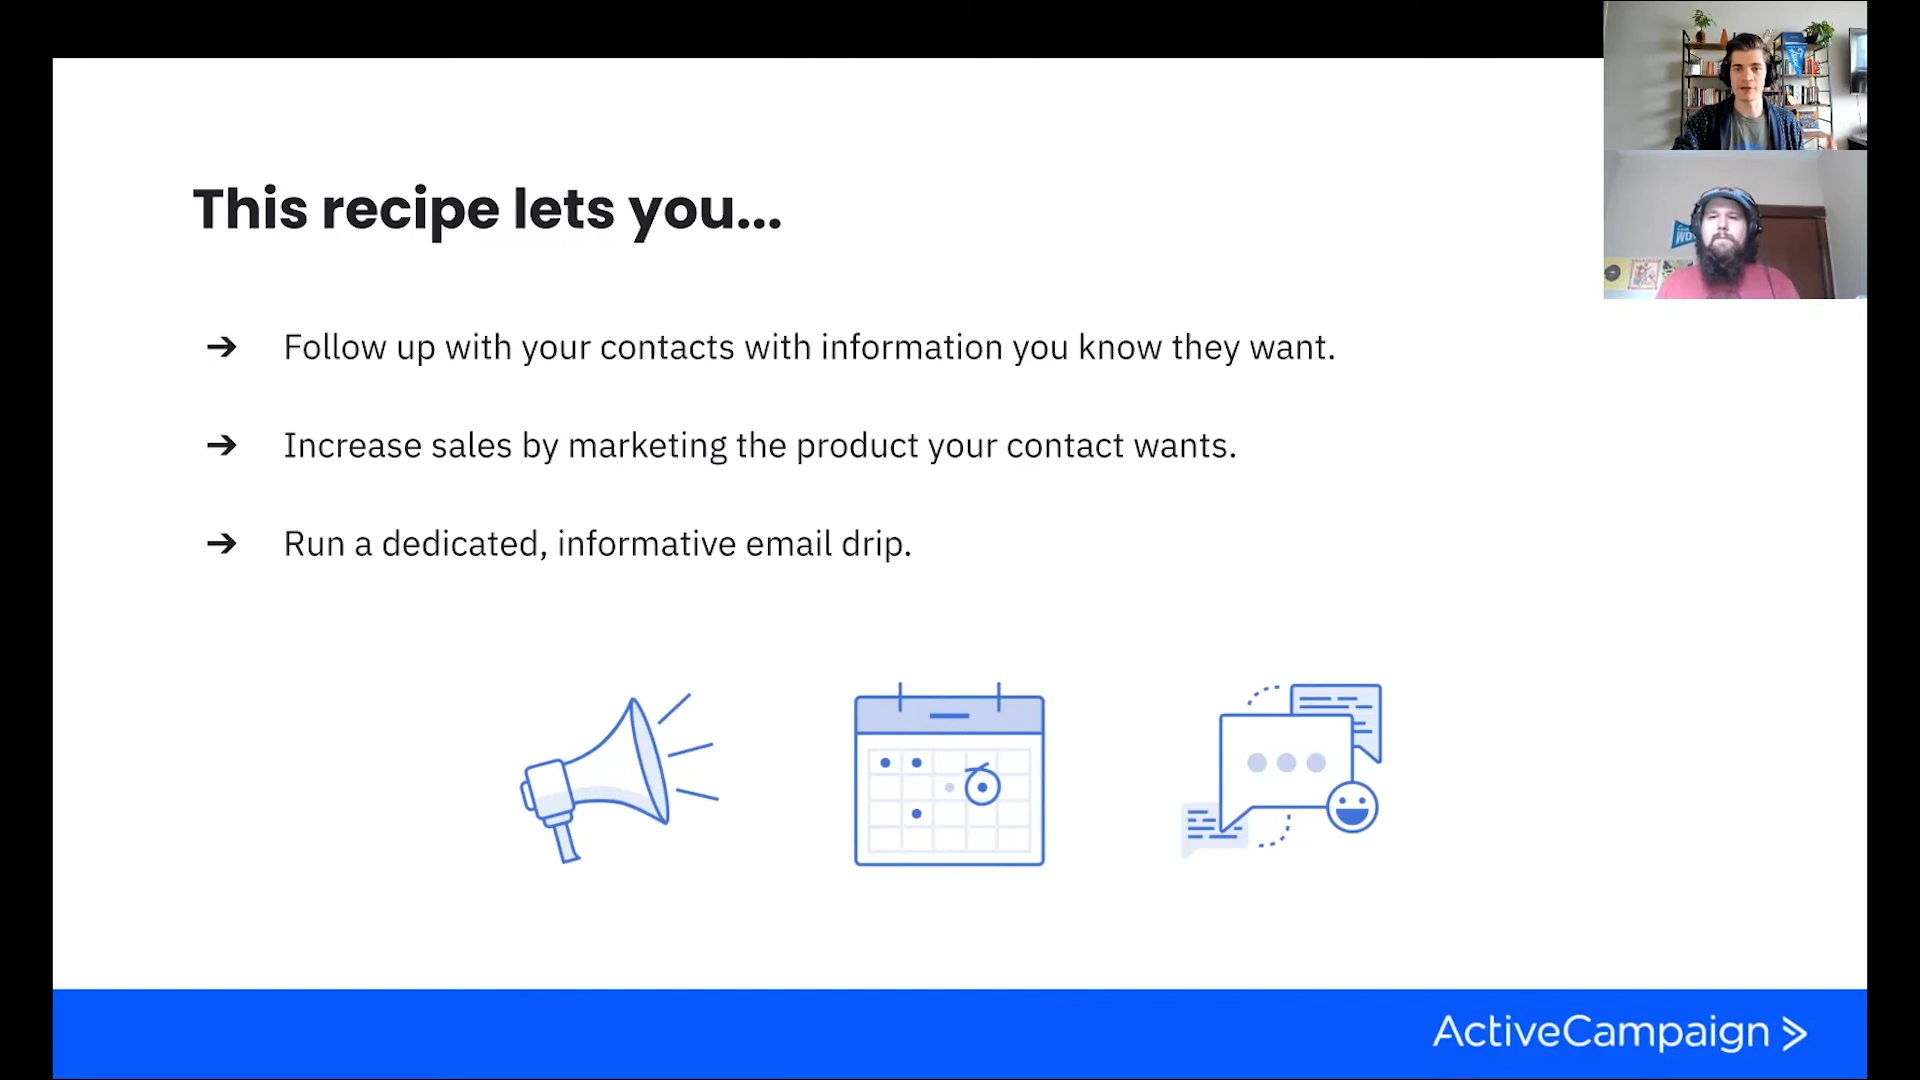 This recipe lets you...
➔ Follow up with your contacts with information you know they want.
➔ Increase sales by marketing the product your contact wants.
➔ Run a dedicated, informative email drip.
ActiveCampaign